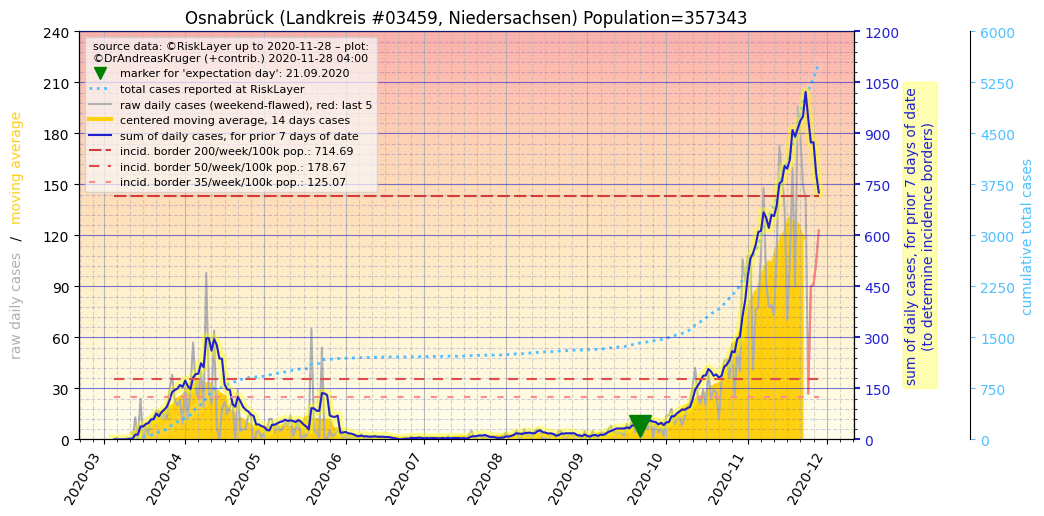 Osnabrück (Landkreis #03459, Niedersachsen) Population=357343
source data: ©RiskLayer up to 2020-11-28 – plot:
©DrAndreasKruger (+contrib.) 2020-11-28 04:00
marker for 'expectation day': 21.09.2020
total cases reported at RiskLayer
raw daily cases (weekend-flawed), red: last 5
centered moving average, 14 days cases
sum of daily cases, for prior 7 days of date
incid. border 200/week/100k pop.: 714.69
incid. border 50/week/100k pop.: 178.67
incid. border 35/week/100k pop.: 125.07
raw daily cases / moving average
240
210
180
150
120
90
60
30
0
2020-03
2020-04
2020-05
2020-06
2020-07
2020-08
2020-09
2020-10
2020-11
2020-12
1200
1050
900
750
600
450
300
150
0
sum of daily cases, for prior 7 days of date
(to determine incidence borders)
6000
5250
4500
3750
3000
2250
1500
750
0
cumulative total cases